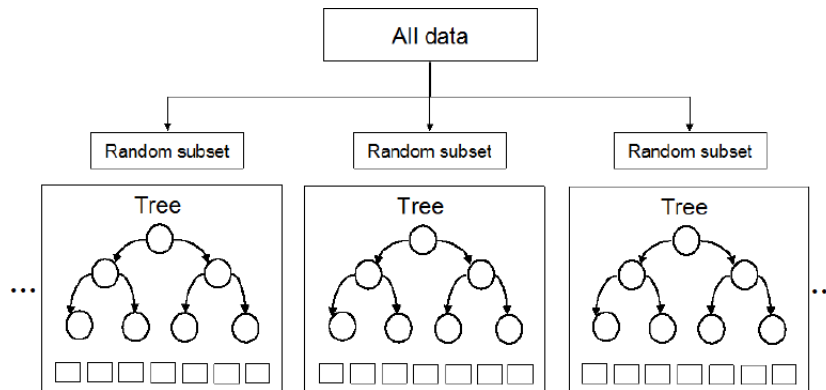 All data
Random subset
Random subset
Random subset
Tree
Tree
Tree
...
...